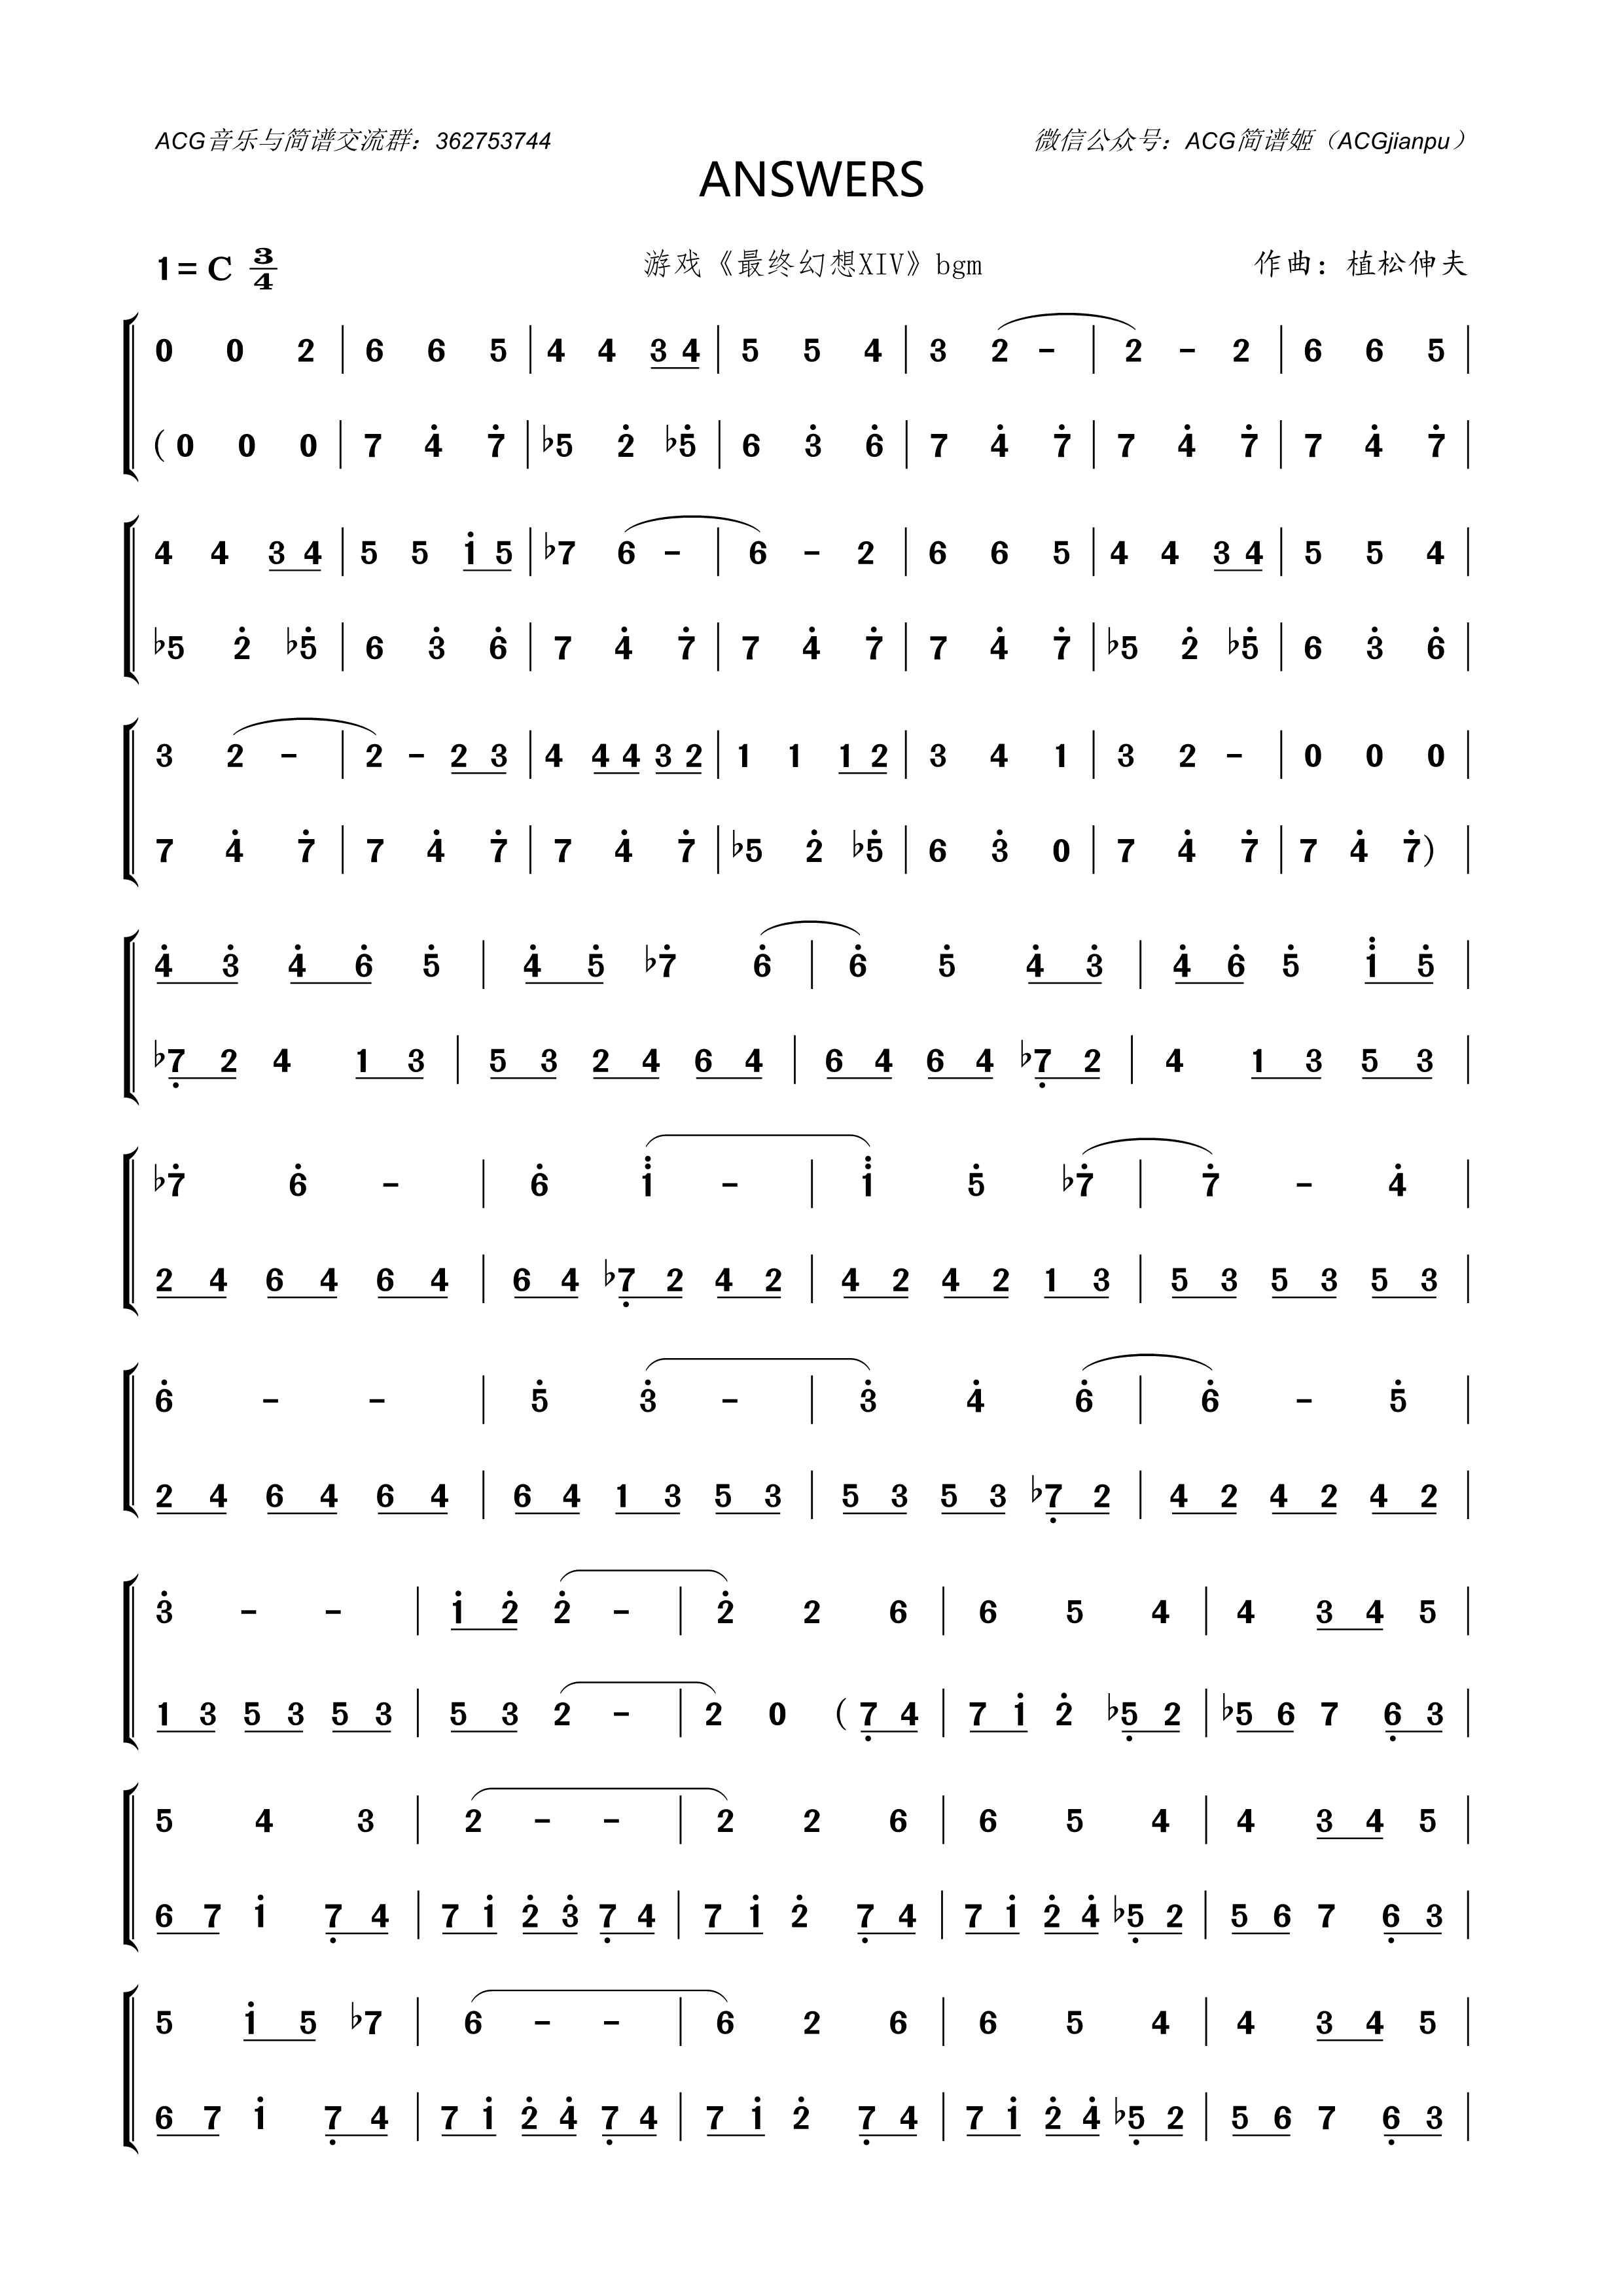 ACG音乐与简谱交流群：362753744 微信公众号：ACG简谱姬（ACGjianpu）
ANSWERS
1=C 3/4 游戏《最终幻想XIV》bgm 作曲：植松伸夫
0 0 2 | 6 6 5 | 4 4 3 4 | 5 5 4 | 3 2 - | 2 - 2 | 6 6 5 |
( 0 0 0 | 7 4̇ 7̇ | ♭5 2̇ ♭5̇ | 6 3̇ 6̇ | 7 4̇ 7̇ | 7 4̇ 7̇ | 7 4̇ 7̇ |
4 4 3 4 | 5 5 1̇ 5 | ♭7 6 - | 6 - 2 | 6 6 5 | 4 4 3 4 | 5 5 4 |
♭5 2̇ ♭5̇ | 6 3̇ 6̇ | 7 4̇ 7̇ | 7 4̇ 7̇ | 7 4̇ 7̇ | ♭5 2̇ ♭5̇ | 6 3̇ 6̇ |
3 2 - | 2 - 2 3 | 4 4 4 3 2 | 1 1 1 2 | 3 4 1 | 3 2 - | 0 0 0 |
7 4̇ 7̇ | 7 4̇ 7̇ | 7 4̇ 7̇ | ♭5 2̇ ♭5̇ | 6 3̇ 0 | 7 4̇ 7̇ | 7 4̇ 7̇ ) |
4̇ 3̇ 4̇ 6̇ 5̇ | 4̇ 5̇ ♭7̇ 6̇ | 6̇ 5̇ 4̇ 3̇ | 4̇ 6̇ 5̇ 1̇̇ 5̇ |
♭7̣ 2 4 1 3 | 5 3 2 4 6 4 | 6 4 6 4 ♭7̣ 2 | 4 1 3 5 3 |
♭7̇ 6̇ - | 6̇ 1̇̇ - | 1̇̇ 5̇ ♭7̇ | 7̇ - 4̇ |
2 4 6 4 6 4 | 6 4 ♭7̣ 2 4 2 | 4 2 4 2 1 3 | 5 3 5 3 5 3 |
6̇ - - | 5̇ 3̇ - | 3̇ 4̇ 6̇ | 6̇ - 5̇ |
2 4 6 4 6 4 | 6 4 1 3 5 3 | 5 3 5 3 ♭7̣ 2 | 4 2 4 2 4 2 |
3̇ - - | 1̇ 2̇ 2̇ - | 2̇ 2 6 | 6 5 4 | 4 3 4 5 |
1 3 5 3 5 3 | 5 3 2 - | 2 0 ( 7̣ 4 | 7 1̇ 2̇ ♭5̣ 2 | ♭5 6 7 6̣ 3 |
5 4 3 | 2 - - | 2 2 6 | 6 5 4 | 4 3 4 5 |
6 7 1̇ 7̣ 4 | 7 1̇ 2̇ 3̇ 7̣ 4 | 7 1̇ 2̇ 7̣ 4 | 7 1̇ 2̇ 4̇ ♭5̣ 2 | 5 6 7 6̣ 3 |
5 1̇ 5 ♭7 | 6 - - | 6 2 6 | 6 5 4 | 4 3 4 5 |
6 7 1̇ 7̣ 4 | 7 1̇ 2̇ 4̇ 7̣ 4 | 7 1̇ 2̇ 7̣ 4 | 7 1̇ 2̇ 4̇ ♭5̣ 2 | 5 6 7 6̣ 3 |